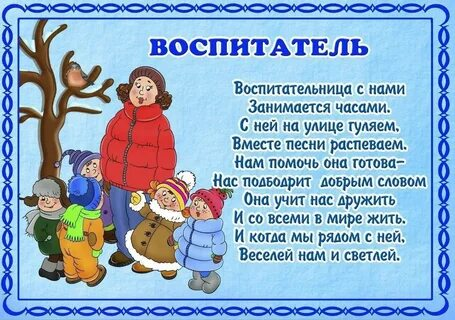 ВОСПИТАТЕЛЬ
Воспитательница с нами
Занимается часами.
С ней на улице гуляем,
Вместе песни распеваем.
Нам помочь она готова-
Нас подбодрит добрым словом
Она учит нас дружить
И со всеми в мире жить.
И когда мы рядом с ней,
Веселей нам и светлей.